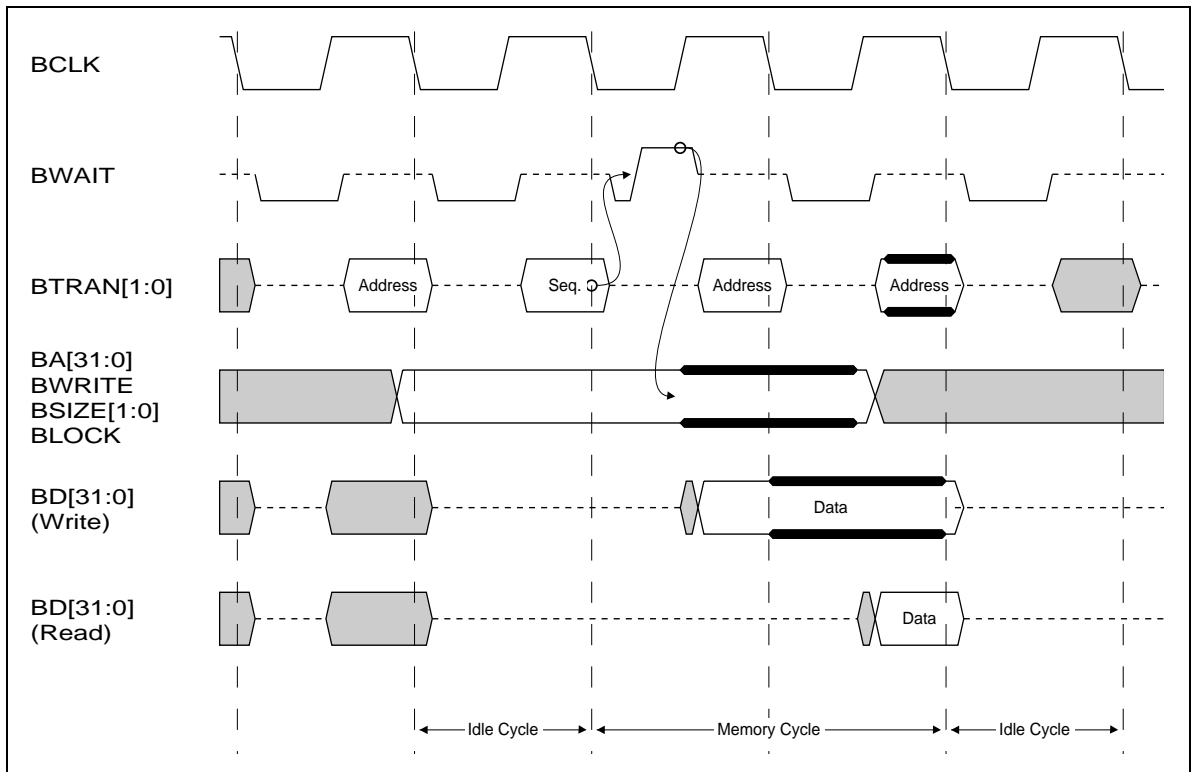 BCLK
BWAIT
BTRAN[1:0]
Address
Seq.
Address
Address
BA[31:0]
BWRITE
BSIZE[1:0]
BLOCK
BD[31:0]
(Write)
Data
BD[31:0]
(Read)
Data
Idle Cycle
Memory Cycle
Idle Cycle